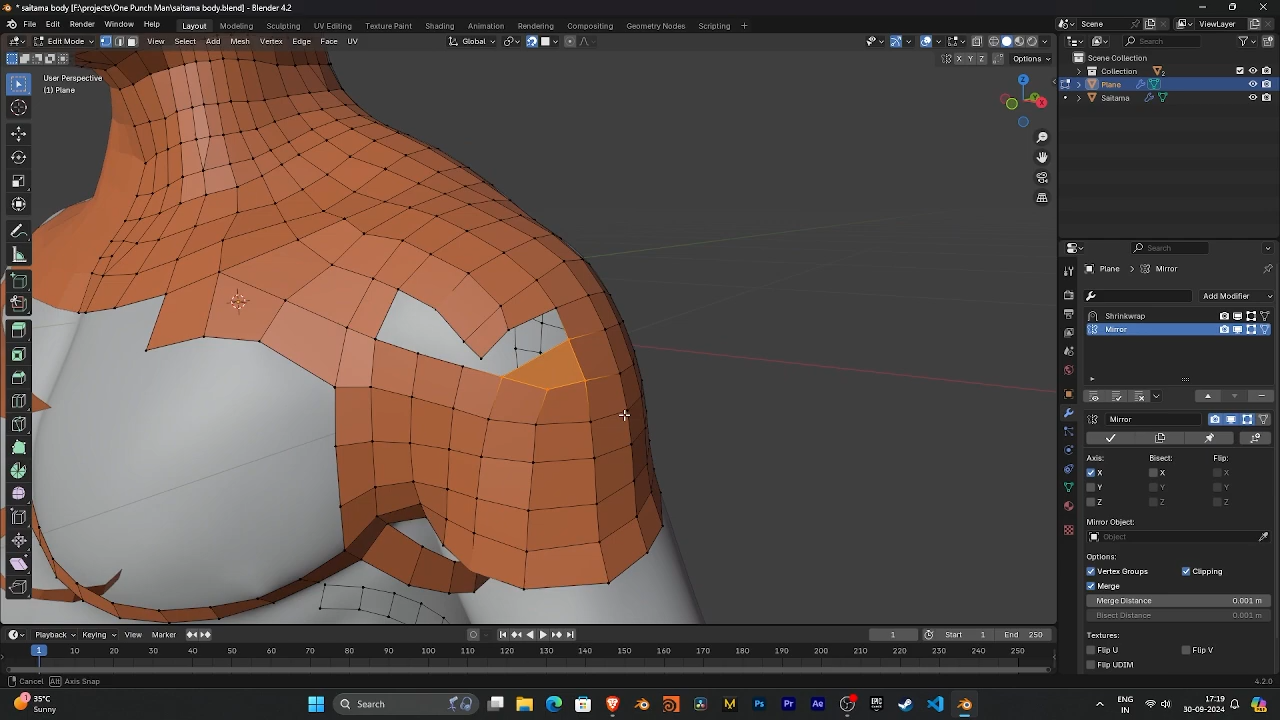 * saitama body [F:\projects\One Punch Man\saitama body.blend] - Blender 4.2
File Edit Render Window Help Layout Modeling Sculpting UV Editing Texture Paint Shading Animation Rendering Compositing Geometry Nodes Scripting + Scene ViewLayer
Edit Mode View Select Add Mesh Vertex Edge Face UV Global Search
X Y Z Options
User Perspective
(1) Plane
Z
X
Scene Collection
Collection 2
Plane
Saitama
Search
Plane > Mirror
Add Modifier
Shrinkwrap
Mirror
Mirror
Axis: Bisect: Flip:
X X X
Y Y Y
Z Z Z
Mirror Object:
Object
Options:
Vertex Groups Clipping
Merge
Merge Distance 0.001 m
Bisect Distance 0.001 m
Textures:
Flip U Flip V
Flip UDIM
Playback Keying View Marker 1 Start 1 End 250
1 10 20 30 40 50 60 70 80 90 100 110 120 130 140 150 160 170 180 190 200 210 220 230 240 250
Cancel Alt Axis Snap 4.2.0
35°C
Sunny
Search
ENG
IN
17:19
30-09-2024